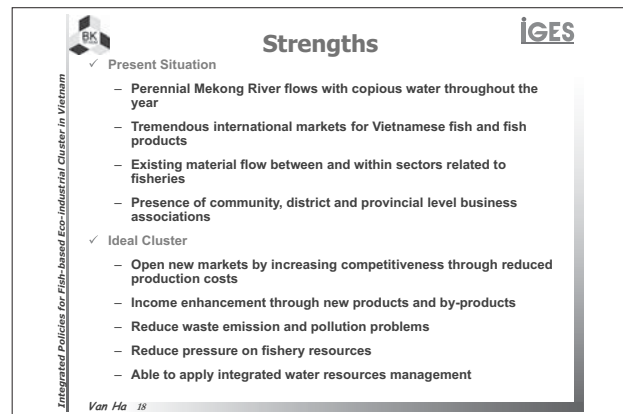 BK
Strengths
iGES
Integrated Policies for Fish-based Eco-industrial Cluster in Vietnam
✓ Present Situation
– Perennial Mekong River flows with copious water throughout the
year
– Tremendous international markets for Vietnamese fish and fish
products
– Existing material flow between and within sectors related to
fisheries
– Presence of community, district and provincial level business
associations
✓ Ideal Cluster
– Open new markets by increasing competitiveness through reduced
production costs
– Income enhancement through new products and by-products
– Reduce waste emission and pollution problems
– Reduce pressure on fishery resources
– Able to apply integrated water resources management
Van Ha 18